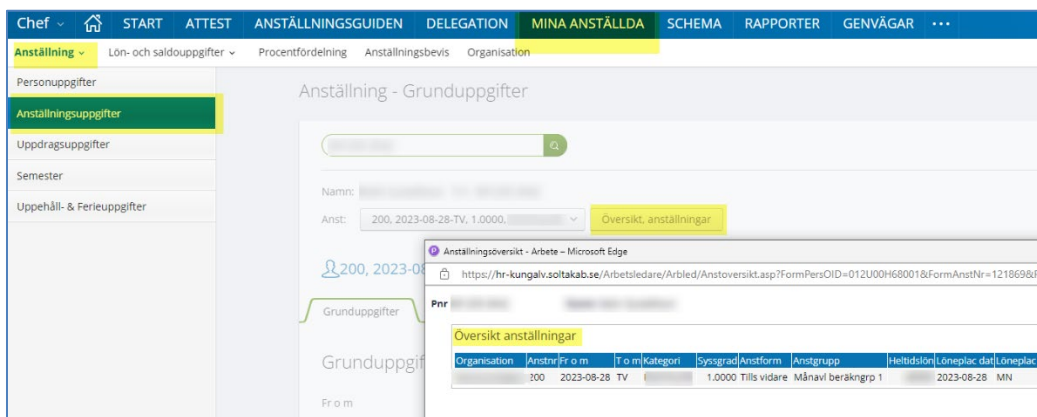 Chef START ATTEST ANSTÄLLNINGSGUIDEN DELEGATION MINA ANSTÄLLDA SCHEMA RAPPORTER GENVÄGAR ...
Anställning Lön- och saldouppgifter Procentfördelning Anställningsbevis Organisation
Personuppgifter
Anställningsuppgifter
Uppdragsuppgifter
Semester
Uppehåll- & Ferieuppgifter
Anställning - Grunduppgifter
Namn:
Anst: 200, 2023-08-28-TV, 1.0000, Översikt, anställningar
200, 2023-08
Grunduppgifter
Grunduppgif
Fr o m
Anställningsöversikt - Arbete – Microsoft Edge
https://hr-kungalv.soltakab.se/Arbetsledare/Arbled/Anstoversikt.asp?FormPersOID=012U00H68001&FormAnstNr=121869&F
Pnr
Översikt anställningar
Organisation Anstnr Fr o m T o m Kategori Syssgrad Anstform Anstgrupp Heltidslön Löneplac dat Löneplac
200 2023-08-28 TV 1.0000 Tills vidare Månavl beräkngrp 1 2023-08-28 MN